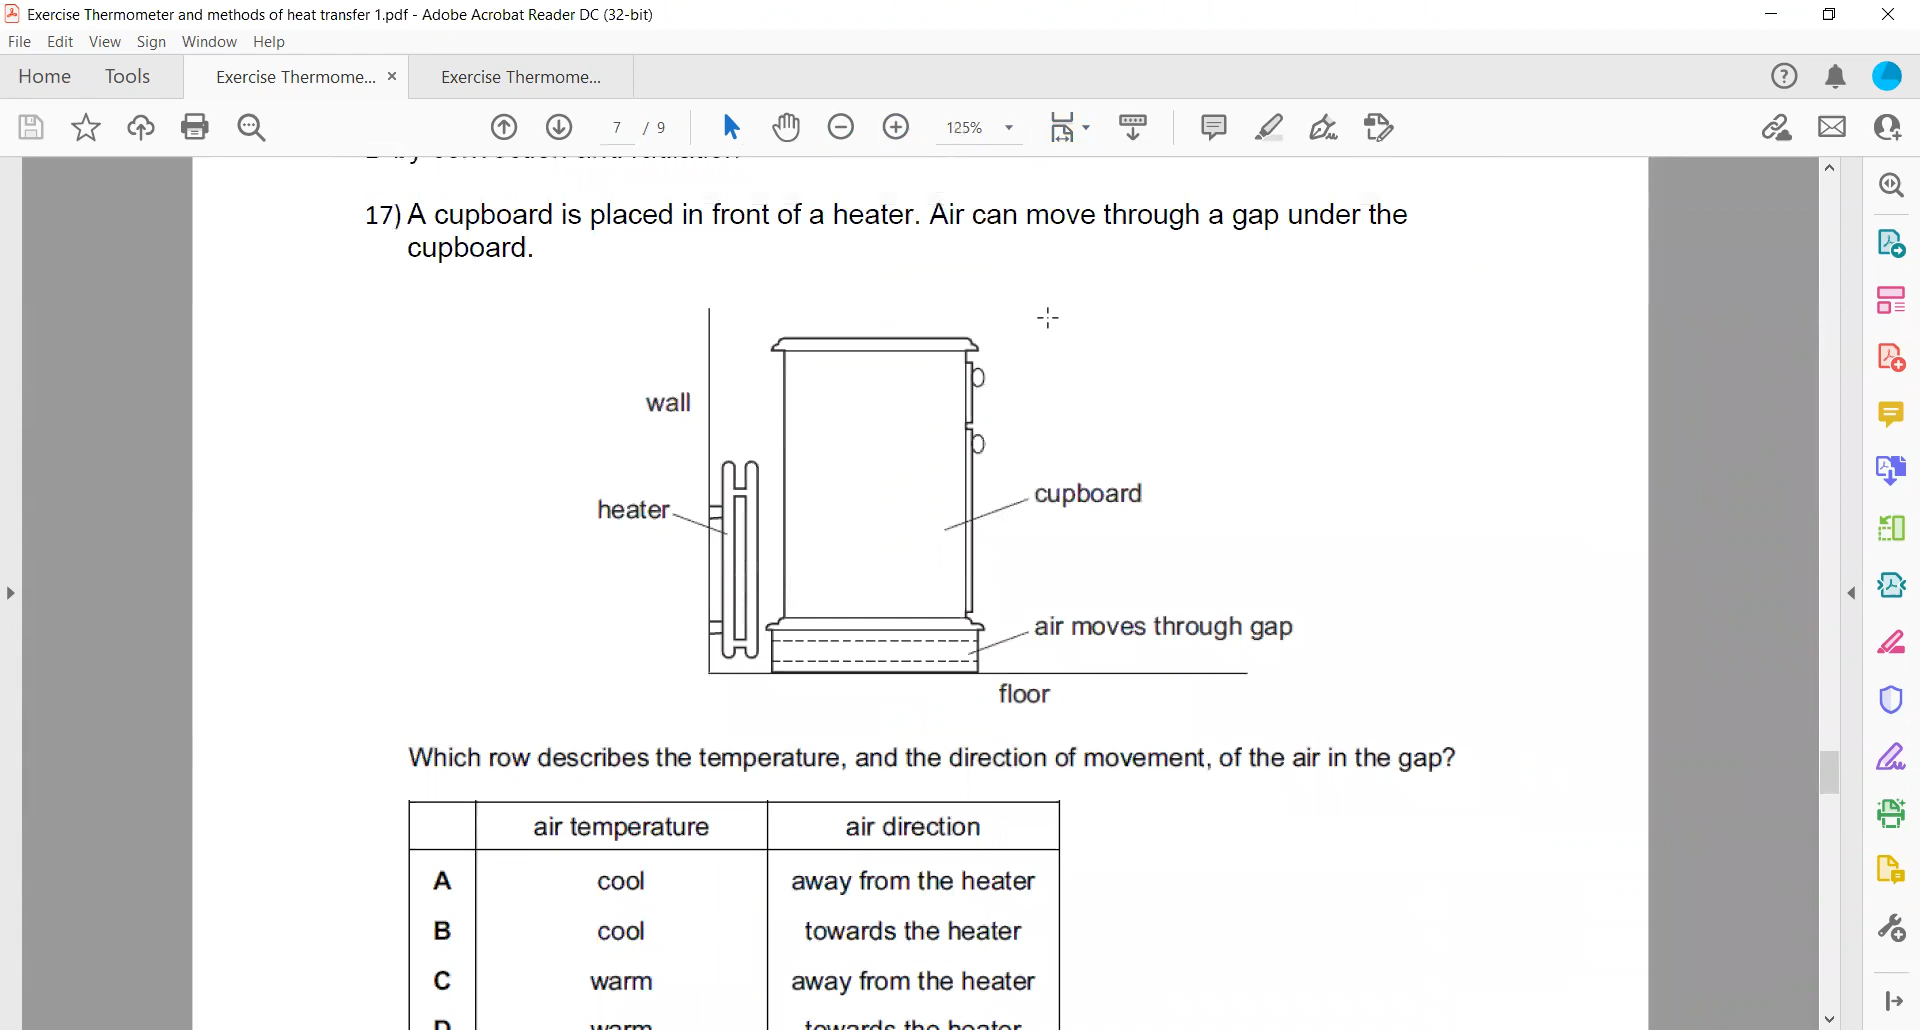 Exercise Thermometer and methods of heat transfer 1.pdf - Adobe Acrobat Reader DC (32-bit)
File Edit View Sign Window Help
Home Tools Exercise Thermome... × Exercise Thermome...
7 / 9 125%
17) A cupboard is placed in front of a heater. Air can move through a gap under the
cupboard.
wall
heater
cupboard
air moves through gap
floor
Which row describes the temperature, and the direction of movement, of the air in the gap?
air temperature air direction
A cool away from the heater
B cool towards the heater
C warm away from the heater
D warm towards the heater